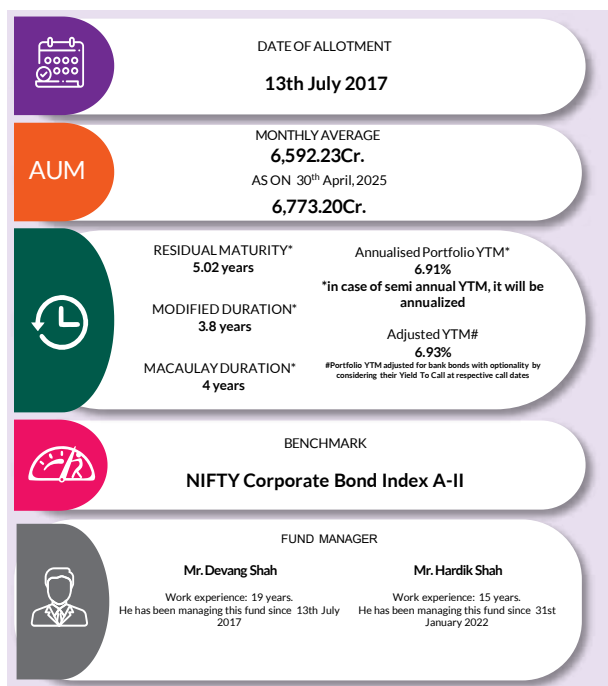 DATE OF ALLOTMENT
13th July 2017
AUM
MONTHLY AVERAGE
6,592.23Cr.
AS ON 30th April, 2025
6,773.20Cr.
RESIDUAL MATURITY*
5.02 years
MODIFIED DURATION*
3.8 years
MACAULAY DURATION*
4 years
Annualised Portfolio YTM*
6.91%
*in case of semi annual YTM, it will be
annualized
Adjusted YTM#
6.93%
#Portfolio YTM adjusted for bank bonds with optionality by
considering their Yield To Call at respective call dates
BENCHMARK
NIFTY Corporate Bond Index A-II
FUND MANAGER
Mr. Devang Shah
Work experience: 19 years.
He has been managing this fund since 13th July
2017
Mr. Hardik Shah
Work experience: 15 years.
He has been managing this fund since 31st
January 2022